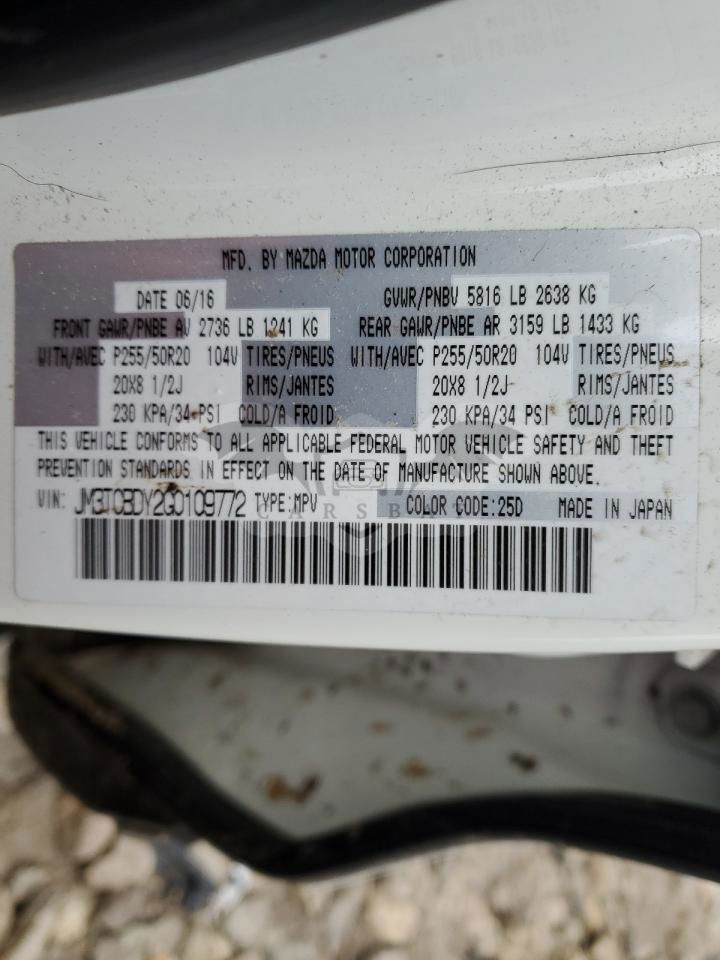 MFD. BY MAZDA MOTOR CORPORATION
DATE 06/16 GVWR/PNBV 5816 LB 2638 KG
FRONT GAWR/PNBE AV 2736 LB 1241 KG REAR GAWR/PNBE AR 3159 LB 1433 KG
WITH/AVEC P255/50R20 104V TIRES/PNEUS WITH/AVEC P255/50R20 104V TIRES/PNEUS
20X8 1/2J RIMS/JANTES 20X8 1/2J RIMS/JANTES
230 KPA/34 PSI COLD/A FROID 230 KPA/34 PSI COLD/A FROID
THIS VEHICLE CONFORMS TO ALL APPLICABLE FEDERAL MOTOR VEHICLE SAFETY AND THEFT
PREVENTION STANDARDS IN EFFECT ON THE DATE OF MANUFACTURE SHOWN ABOVE.
VIN: JM3TCBDY2G0109772 TYPE:MPV COLOR CODE:25D MADE IN JAPAN